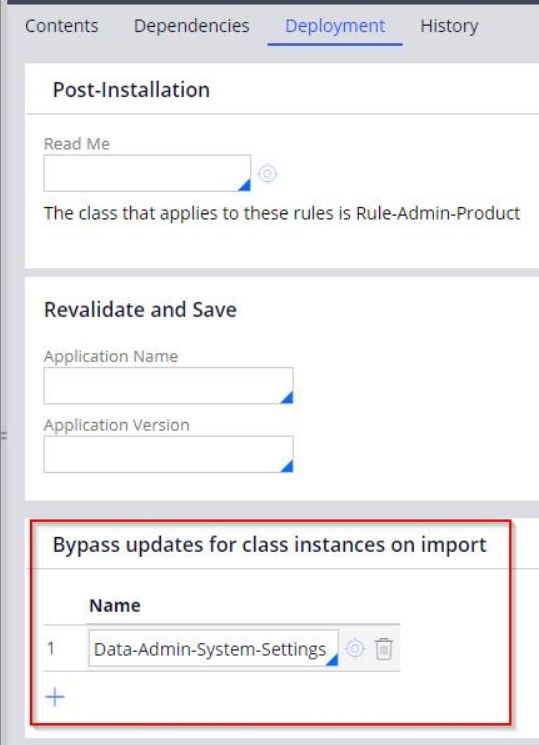 Contents Dependencies Deployment History
Post-Installation
Read Me
The class that applies to these rules is Rule-Admin-Product
Revalidate and Save
Application Name
Application Version
Bypass updates for class instances on import
Name
1 Data-Admin-System-Settings